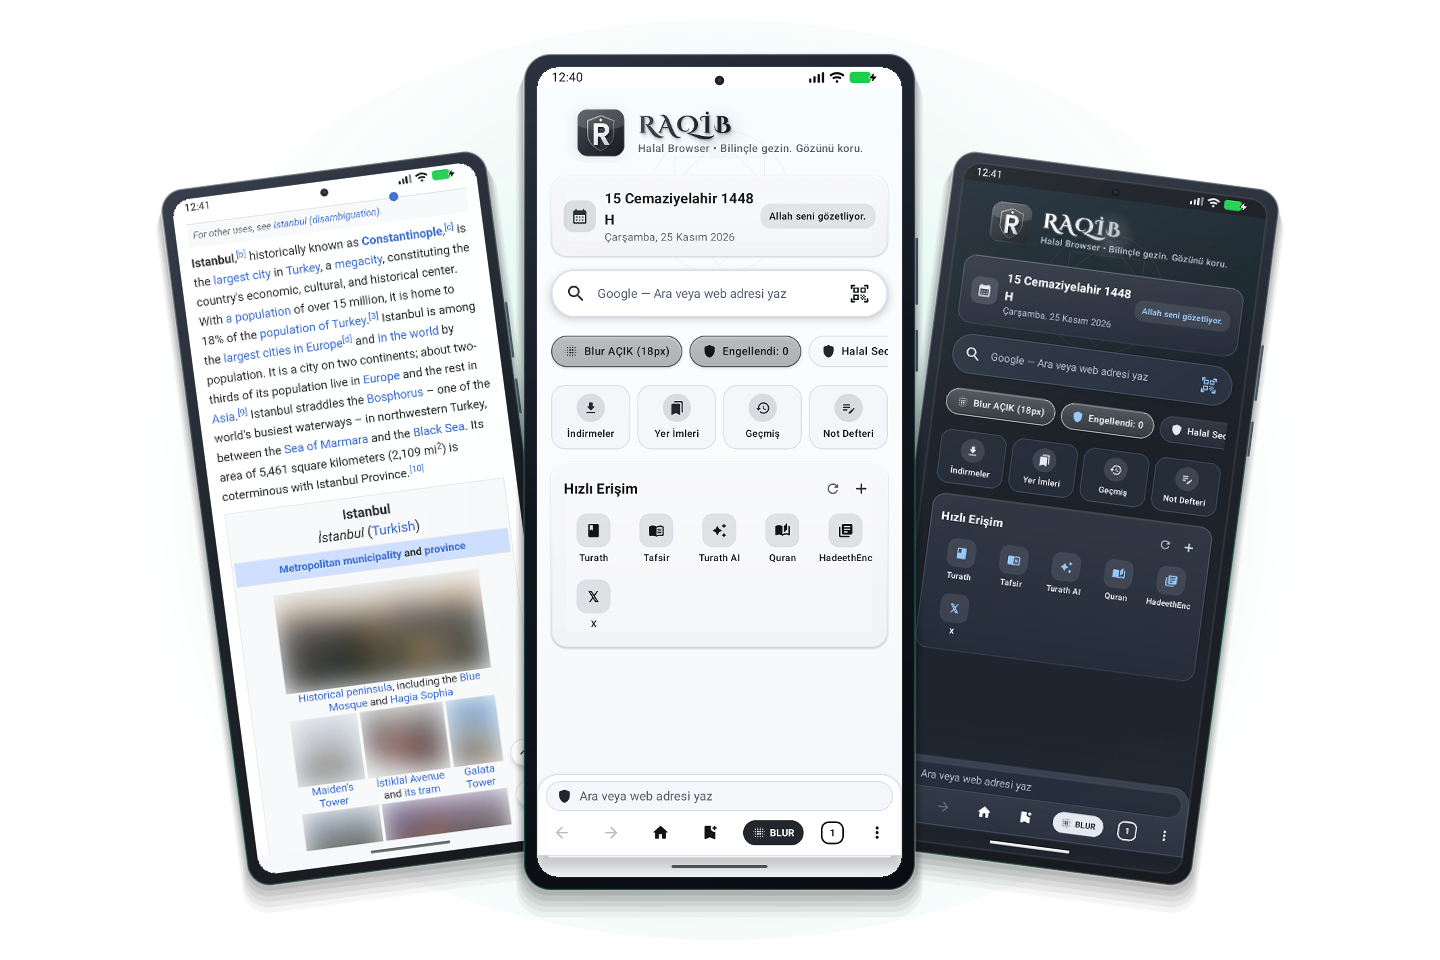 12:41
For other uses, see Istanbul (disambiguation).
Istanbul,[b] historically known as Constantinople,[c] is
the largest city in Turkey, a megacity, constituting the
country's economic, cultural, and historical center.
With a population of over 15 million, it is home to
18% of the population of Turkey.[3] Istanbul is among
the largest cities in Europe[d] and in the world by
population. It is a city on two continents; about two-
thirds of its population live in Europe and the rest in
Asia.[9] Istanbul straddles the Bosphorus – one of the
world's busiest waterways – in northwestern Turkey,
between the Sea of Marmara and the Black Sea. Its
area of 5,461 square kilometers (2,109 mi²) is
coterminous with Istanbul Province.[10]
Istanbul
İstanbul (Turkish)
Metropolitan municipality and province
Historical peninsula, including the Blue
Mosque and Hagia Sophia
Maiden's
Tower
İstiklal Avenue
and its tram
Galata
Tower
12:40
R
RAQİB
Halal Browser • Bilinçle gezin. Gözünü koru.
15 Cemaziyelahir 1448
H
Çarşamba, 25 Kasım 2026
Allah seni gözetliyor.
Google — Ara veya web adresi yaz
Blur AÇIK (18px)
Engellendi: 0
Halal Sec
İndirmeler
Yer İmleri
Geçmiş
Not Defteri
Hızlı Erişim
Turath
Tafsir
Turath AI
Quran
HadeethEnc
X
Ara veya web adresi yaz
BLUR
1
12:41
R
RAQİB
Halal Browser • Bilinçle gezin. Gözünü koru.
15 Cemaziyelahir 1448
H
Çarşamba, 25 Kasım 2026
Allah seni gözetliyor.
Google — Ara veya web adresi yaz
Blur AÇIK (18px)
Engellendi: 0
Halal Sec
İndirmeler
Yer İmleri
Geçmiş
Not Defteri
Hızlı Erişim
Turath
Tafsir
Turath AI
Quran
HadeethEnc
X
Ara veya web adresi yaz
BLUR
1